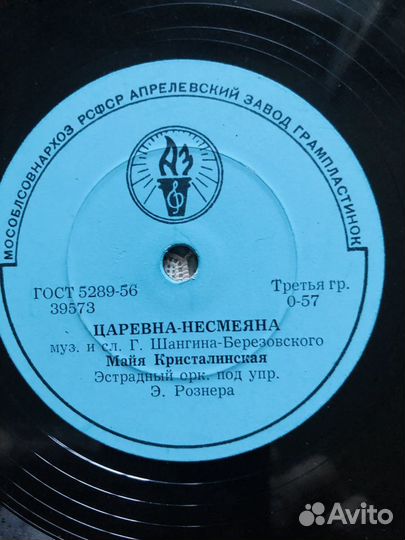 МОСОБЛСОВНАРХОЗ РСФСР АПРЕЛЕВСКИЙ ЗАВОД ГРАМПЛАСТИНОК
АЗ
ГОСТ 5289-56
39573
Третья гр.
0-57
ЦАРЕВНА-НЕСМЕЯНА
муз. и сл. Г. Шангина-Березовского
Майя Кристалинская
Эстрадный орк. под упр.
Э. Рознера
Avito